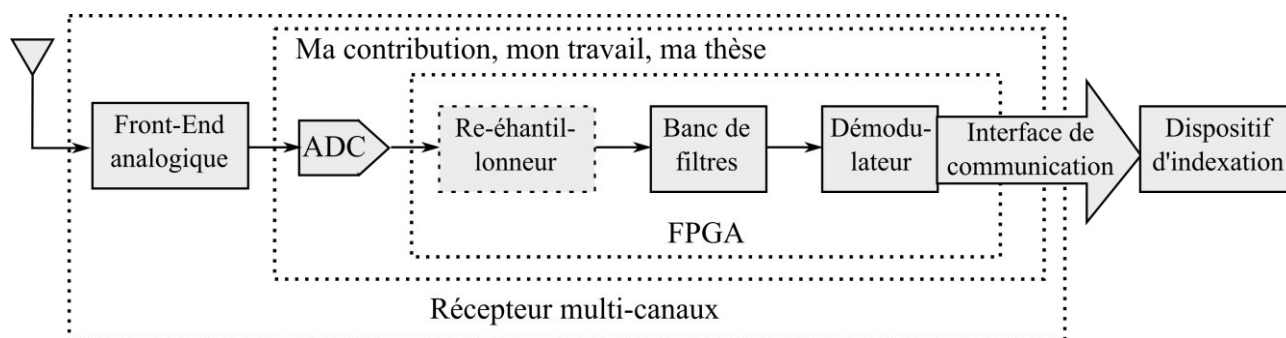 Ma contribution, mon travail, ma thèse
Front-End
analogique
ADC
Re-éhantil-
lonneur
Banc de
filtres
Démodu-
lateur
Interface de
communication
Dispositif
d'indexation
FPGA
Récepteur multi-canaux